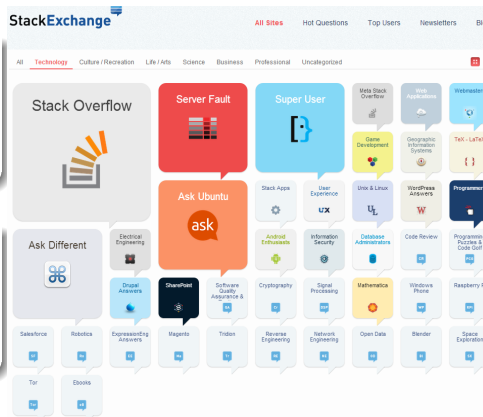 StackExchange
All Sites Hot Questions Top Users Newsletters
All Technology Culture / Recreation Life / Arts Science Business Professional Uncategorized
Stack Overflow
Server Fault
Super User
Meta Stack
Overflow
Web
Applications
Webmasters
Game
Development
Geographic
Information
Systems
TeX - LaTeX
{ }
Ask Ubuntu
ask
Stack Apps
User
Experience
UX
Unix & Linux
UL
WordPress
Answers
W
Programmers
Ask Different
Electrical
Engineering
Android
Enthusiasts
Information
Security
Database
Administrators
Code Review
Programming
Puzzles &
Code Golf
Drupal
Answers
SharePoint
Software
Quality
Assurance &
Cryptography
Signal
Processing
Mathematica
Windows
Phone
Raspberry
Salesforce
Robotics
ExpressionEng
Answers
Magento
Tridion
Reverse
Engineering
Network
Engineering
Open Data
Blender
Space
Exploration
Tor
Ebooks